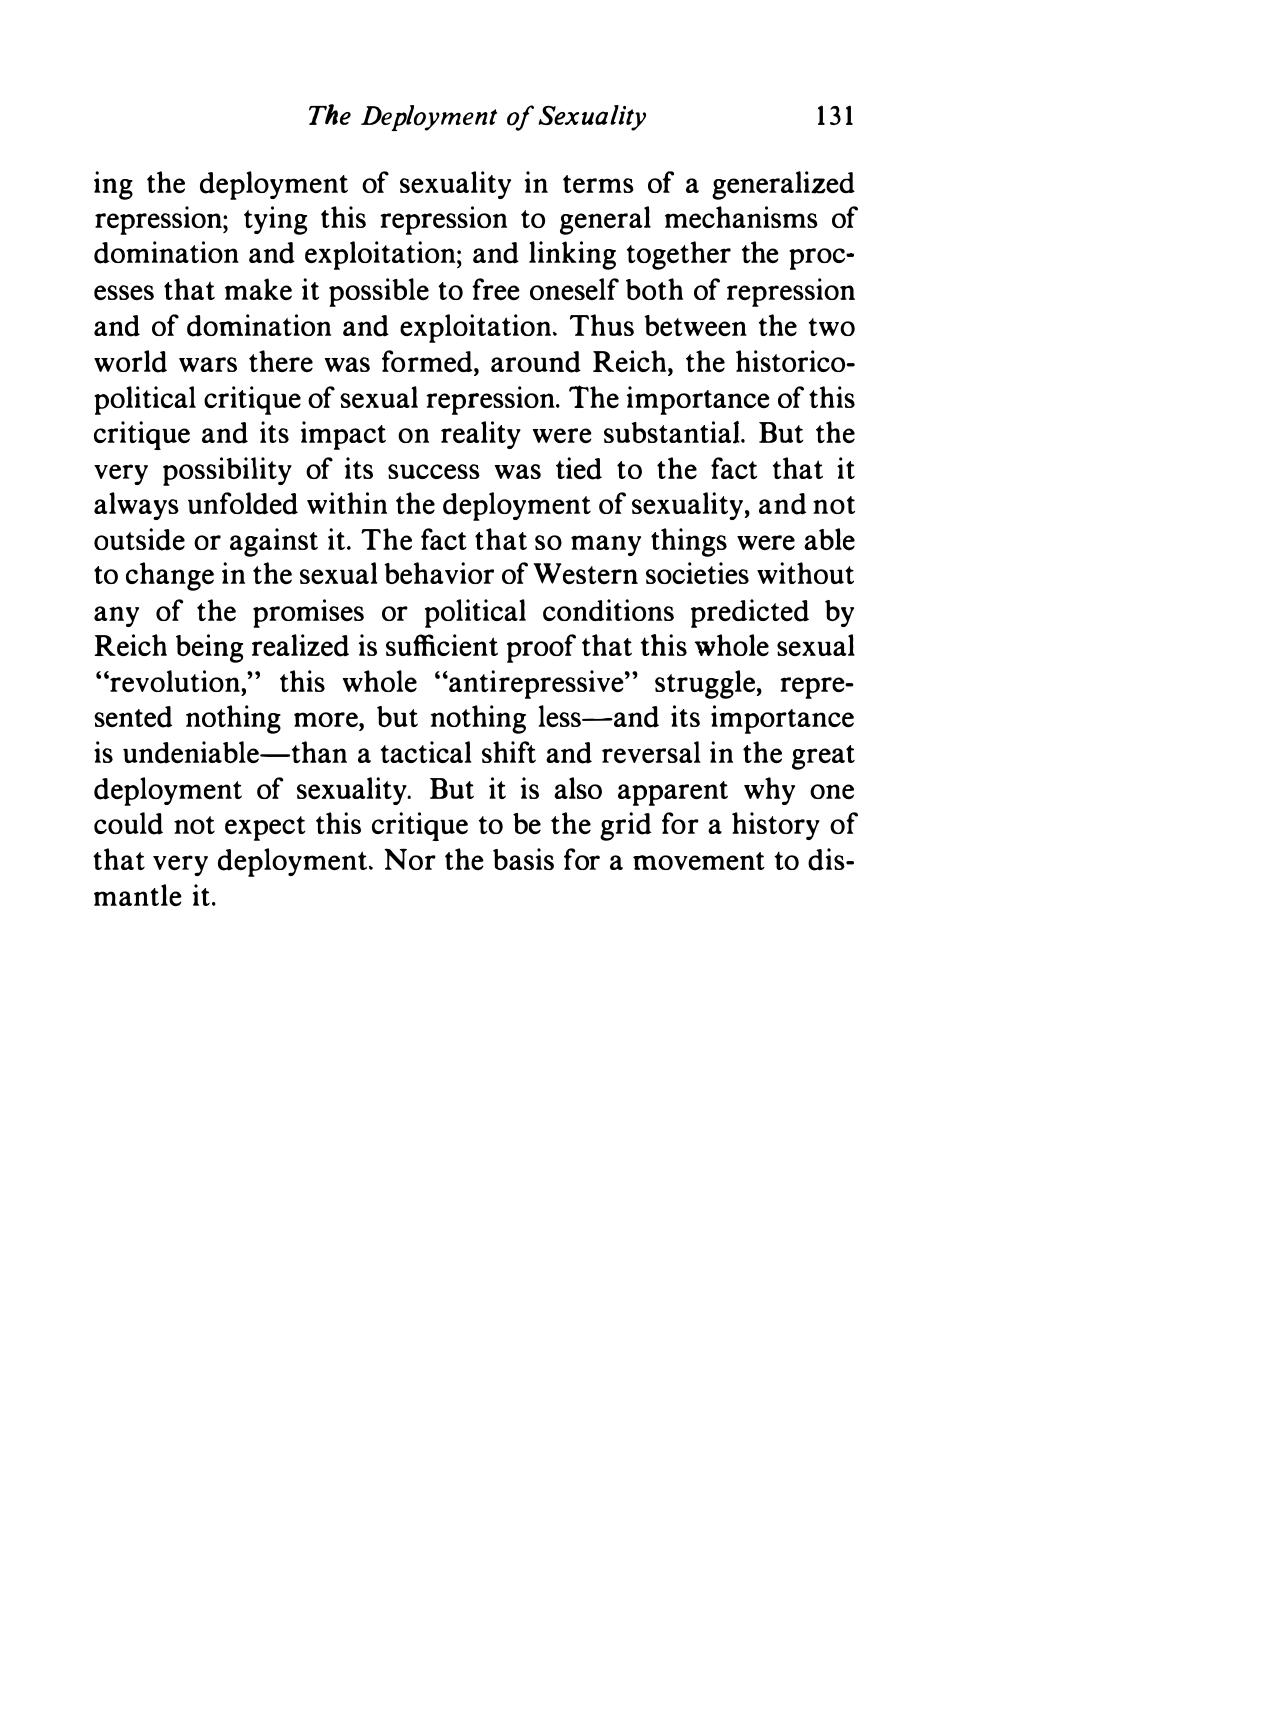 The Deployment of Sexuality 131
ing the deployment of sexuality in terms of a generalized
repression; tying this repression to general mechanisms of
domination and exploitation; and linking together the proc-
esses that make it possible to free oneself both of repression
and of domination and exploitation. Thus between the two
world wars there was formed, around Reich, the historico-
political critique of sexual repression. The importance of this
critique and its impact on reality were substantial. But the
very possibility of its success was tied to the fact that it
always unfolded within the deployment of sexuality, and not
outside or against it. The fact that so many things were able
to change in the sexual behavior of Western societies without
any of the promises or political conditions predicted by
Reich being realized is sufficient proof that this whole sexual
“revolution,” this whole “antirepressive” struggle, repre-
sented nothing more, but nothing less—and its importance
is undeniable—than a tactical shift and reversal in the great
deployment of sexuality. But it is also apparent why one
could not expect this critique to be the grid for a history of
that very deployment. Nor the basis for a movement to dis-
mantle it.